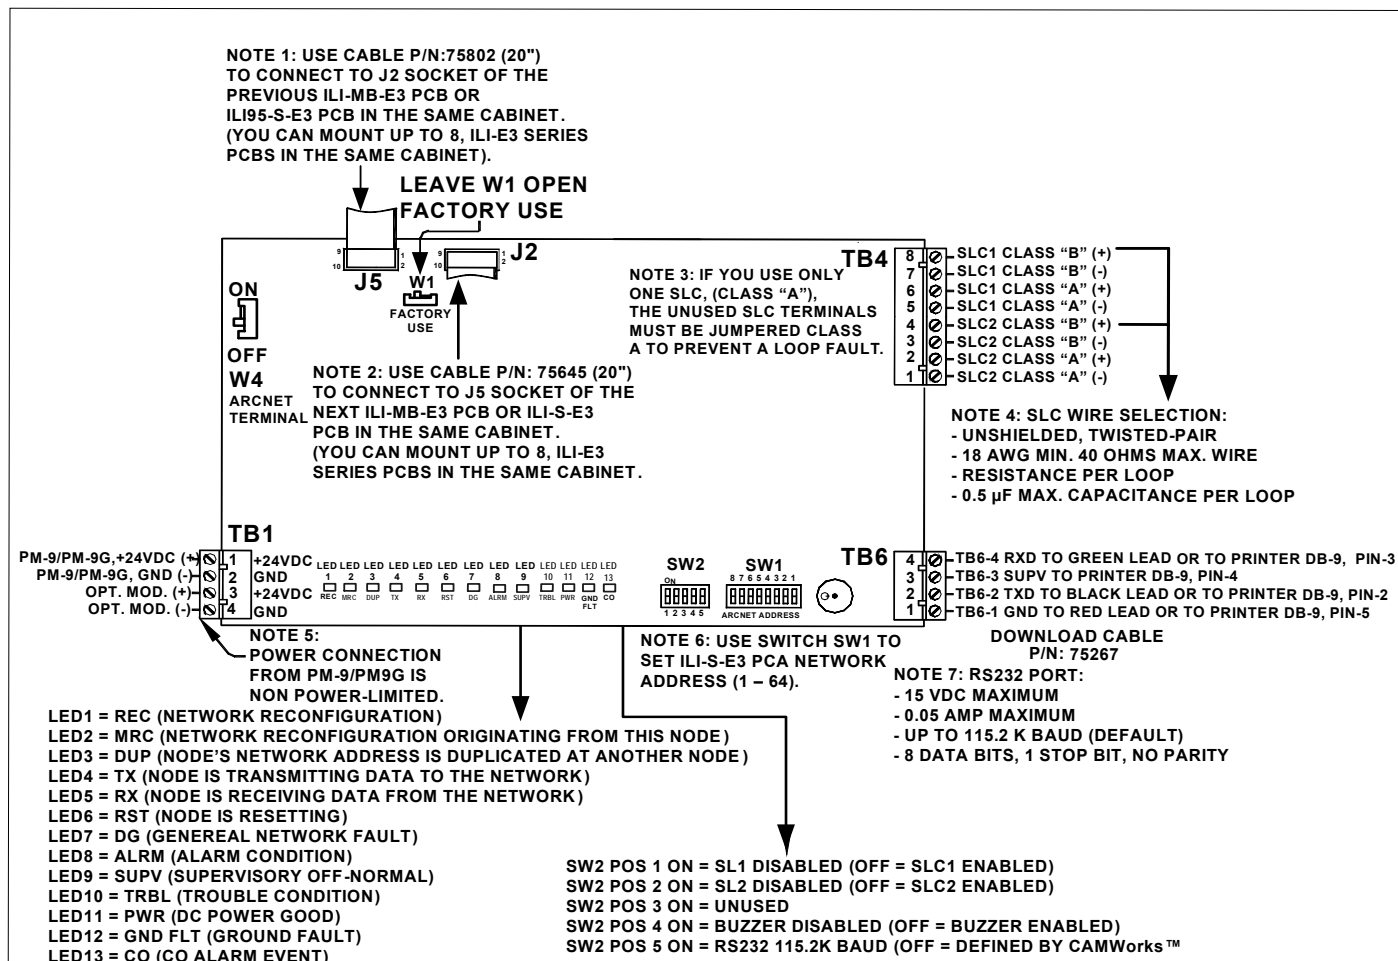 NOTE 1: USE CABLE P/N:75802 (20")
TO CONNECT TO J2 SOCKET OF THE
PREVIOUS ILI-MB-E3 PCB OR
ILI95-S-E3 PCB IN THE SAME CABINET.
(YOU CAN MOUNT UP TO 8, ILI-E3 SERIES
PCBS IN THE SAME CABINET).
LEAVE W1 OPEN
FACTORY USE
9 1
10 2
J5
9 1
10 2
J2
W1
FACTORY
USE
ON
OFF
W4
ARCNET
TERMINAL
NOTE 2: USE CABLE P/N: 75645 (20")
TO CONNECT TO J5 SOCKET OF THE
NEXT ILI-MB-E3 PCB OR ILI-S-E3
PCB IN THE SAME CABINET.
(YOU CAN MOUNT UP TO 8, ILI-E3
SERIES PCBS IN THE SAME CABINET.
NOTE 3: IF YOU USE ONLY
ONE SLC, (CLASS “A”),
THE UNUSED SLC TERMINALS
MUST BE JUMPERED CLASS
A TO PREVENT A LOOP FAULT.
TB4
8 SLC1 CLASS “B” (+)
7 SLC1 CLASS “B” (-)
6 SLC1 CLASS “A” (+)
5 SLC1 CLASS “A” (-)
4 SLC2 CLASS “B” (+)
3 SLC2 CLASS “B” (-)
2 SLC2 CLASS “A” (+)
1 SLC2 CLASS “A” (-)
NOTE 4: SLC WIRE SELECTION:
- UNSHIELDED, TWISTED-PAIR
- 18 AWG MIN. 40 OHMS MAX. WIRE
- RESISTANCE PER LOOP
- 0.5 µF MAX. CAPACITANCE PER LOOP
TB1
PM-9/PM-9G,+24VDC (+) 1 +24VDC
PM-9/PM-9G, GND (-) 2 GND
OPT. MOD. (+) 3 +24VDC
OPT. MOD. (-) 4 GND
LED LED LED LED LED LED LED LED LED LED LED LED LED
1 2 3 4 5 6 7 8 9 10 11 12 13
REC MRC DUP TX RX RST DG ALRM SUPV TRBL PWR GND FLT CO
SW2
ON
1 2 3 4 5
SW1
8 7 6 5 4 3 2 1
ARCNET ADDRESS
TB6
4 TB6-4 RXD TO GREEN LEAD OR TO PRINTER DB-9, PIN-3
3 TB6-3 SUPV TO PRINTER DB-9, PIN-4
2 TB6-2 TXD TO BLACK LEAD OR TO PRINTER DB-9, PIN-2
1 TB6-1 GND TO RED LEAD OR TO PRINTER DB-9, PIN-5
DOWNLOAD CABLE
P/N: 75267
NOTE 5:
POWER CONNECTION
FROM PM-9/PM9G IS
NON POWER-LIMITED.
NOTE 6: USE SWITCH SW1 TO
SET ILI-S-E3 PCA NETWORK
ADDRESS (1 – 64).
NOTE 7: RS232 PORT:
- 15 VDC MAXIMUM
- 0.05 AMP MAXIMUM
- UP TO 115.2 K BAUD (DEFAULT)
- 8 DATA BITS, 1 STOP BIT, NO PARITY
LED1 = REC (NETWORK RECONFIGURATION)
LED2 = MRC (NETWORK RECONFIGURATION ORIGINATING FROM THIS NODE)
LED3 = DUP (NODE’S NETWORK ADDRESS IS DUPLICATED AT ANOTHER NODE)
LED4 = TX (NODE IS TRANSMITTING DATA TO THE NETWORK)
LED5 = RX (NODE IS RECEIVING DATA FROM THE NETWORK)
LED6 = RST (NODE IS RESETTING)
LED7 = DG (GENEREAL NETWORK FAULT)
LED8 = ALRM (ALARM CONDITION)
LED9 = SUPV (SUPERVISORY OFF-NORMAL)
LED10 = TRBL (TROUBLE CONDITION)
LED11 = PWR (DC POWER GOOD)
LED12 = GND FLT (GROUND FAULT)
LED13 = CO (CO ALARM EVENT)
SW2 POS 1 ON = SL1 DISABLED (OFF = SLC1 ENABLED)
SW2 POS 2 ON = SL2 DISABLED (OFF = SLC2 ENABLED)
SW2 POS 3 ON = UNUSED
SW2 POS 4 ON = BUZZER DISABLED (OFF = BUZZER ENABLED)
SW2 POS 5 ON = RS232 115.2K BAUD (OFF = DEFINED BY CAMWorks™